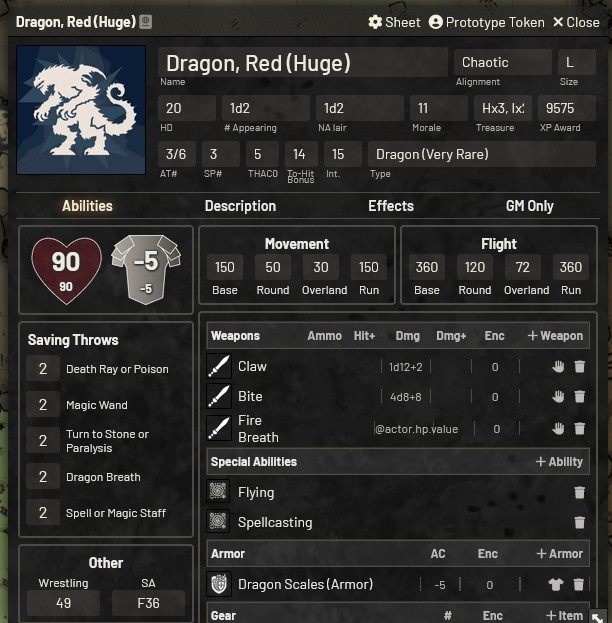 Dragon, Red (Huge) Sheet Prototype Token Close
Dragon, Red (Huge) Chaotic L
Name Alignment Size
20 1d2 1d2 11 Hx3, Ix: 9575
HD # Appearing NA lair Morale Treasure XP Award
3/6 3 5 14 15 Dragon (Very Rare)
AT# SP# THAC0 To-Hit Bonus Int. Type
Abilities Description Effects GM Only
90 -5
90 -5
Movement Flight
150 50 30 150 360 120 72 360
Base Round Overland Run Base Round Overland Run
Saving Throws
2 Death Ray or Poison
2 Magic Wand
2 Turn to Stone or
Paralysis
2 Dragon Breath
2 Spell or Magic Staff
Other
Wrestling SA
49 F36
Weapons Ammo Hit+ Dmg Dmg+ Enc + Weapon
Claw 1d12+2 0
Bite 4d8+8 0
Fire
Breath @actor.hp.value 0
Special Abilities + Ability
Flying
Spellcasting
Armor AC Enc + Armor
Dragon Scales (Armor) -5 0
Gear # Enc + Item